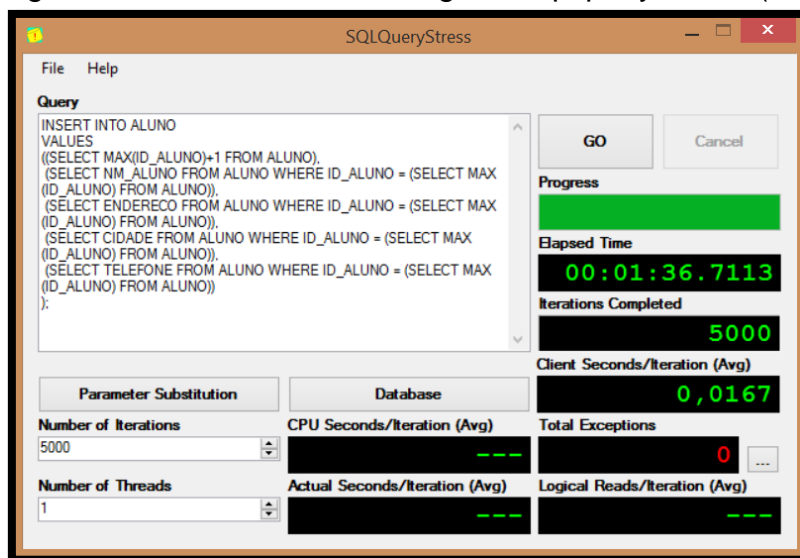 SQLQueryStress
File Help
Query
INSERT INTO ALUNO
VALUES
((SELECT MAX(ID_ALUNO)+1 FROM ALUNO),
(SELECT NM_ALUNO FROM ALUNO WHERE ID_ALUNO = (SELECT MAX
(ID_ALUNO) FROM ALUNO)),
(SELECT ENDERECO FROM ALUNO WHERE ID_ALUNO = (SELECT MAX
(ID_ALUNO) FROM ALUNO)),
(SELECT CIDADE FROM ALUNO WHERE ID_ALUNO = (SELECT MAX
(ID_ALUNO) FROM ALUNO)),
(SELECT TELEFONE FROM ALUNO WHERE ID_ALUNO = (SELECT MAX
(ID_ALUNO) FROM ALUNO))
);
GO Cancel
Progress
Elapsed Time
00:01:36.7113
Iterations Completed
5000
Client Seconds/Iteration (Avg)
0,0167
Parameter Substitution Database
Number of Iterations
5000
CPU Seconds/Iteration (Avg)
---
Total Exceptions
0
...
Number of Threads
1
Actual Seconds/Iteration (Avg)
---
Logical Reads/Iteration (Avg)
---